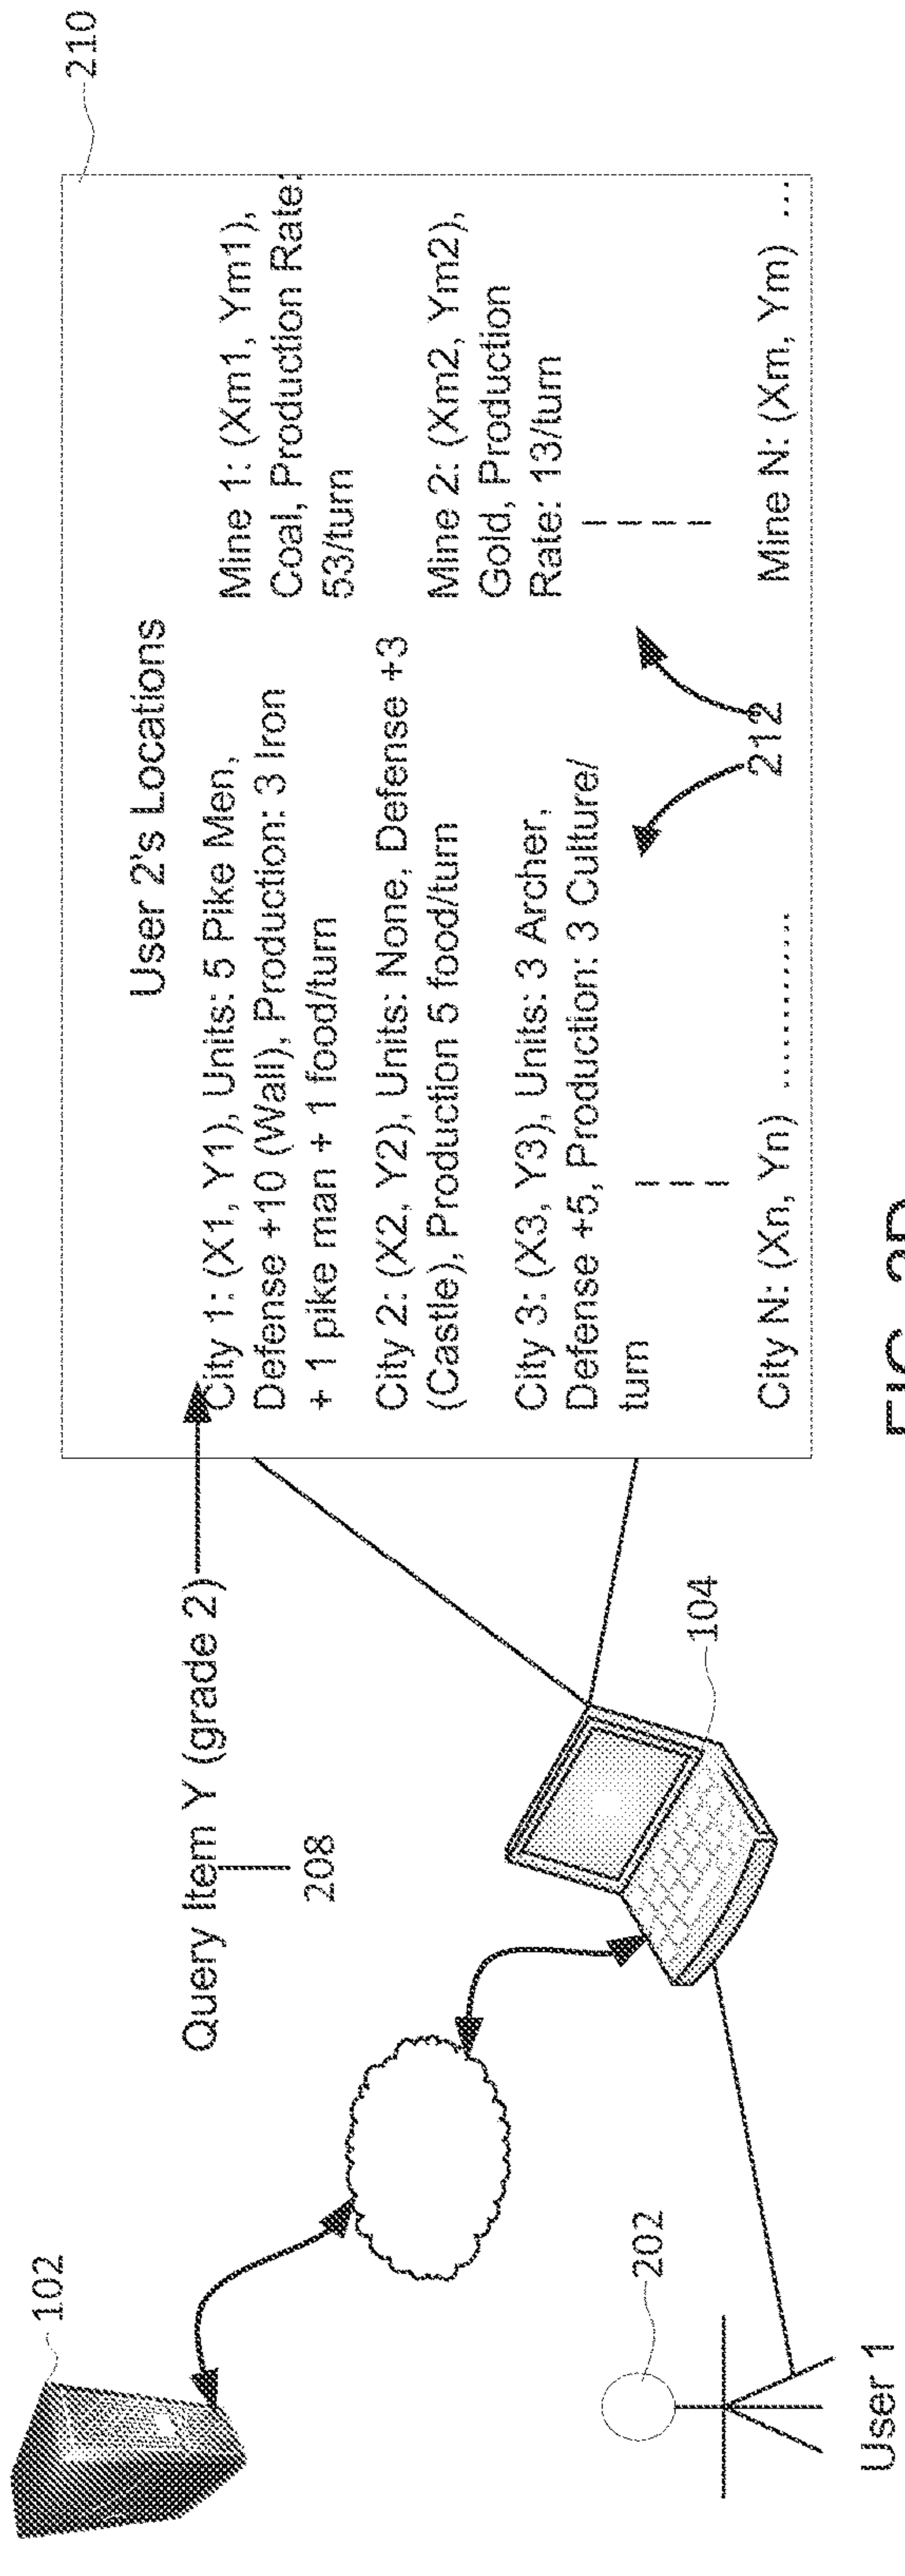 210
User 2's Locations
City 1: (X1, Y1), Units: 5 Pike Men,
Defense +10 (Wall), Production: 3 Iron
+ 1 pike man + 1 food/turn
City 2: (X2, Y2), Units: None, Defense +3
(Castle), Production 5 food/turn
City 3: (X3, Y3), Units: 3 Archer,
Defense +5, Production: 3 Culture/
turn
City N: (Xn, Yn) ..........
Mine 1: (Xm1, Ym1),
Coal, Production Rate:
53/turn
Mine 2: (Xm2, Ym2),
Gold, Production
Rate: 13/turn
Mine N: (Xm, Ym) ...
212
Query Item Y (grade 2)
208
102
104
202
User 1